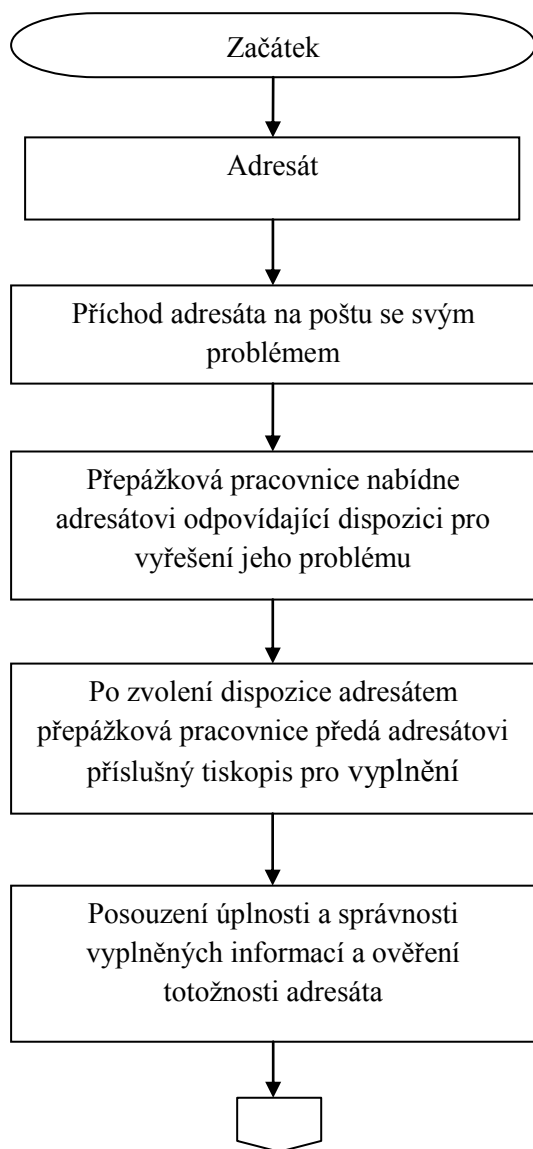 Začátek
Adresát
Příchod adresáta na poštu se svým
problémem
Přepážková pracovnice nabídne
adresátovi odpovídající dispozici pro
vyřešení jeho problému
Po zvolení dispozice adresátem
přepážková pracovnice předá adresátovi
příslušný tiskopis pro vyplnění
Posouzení úplnosti a správnosti
vyplněných informací a ověření
totožnosti adresáta